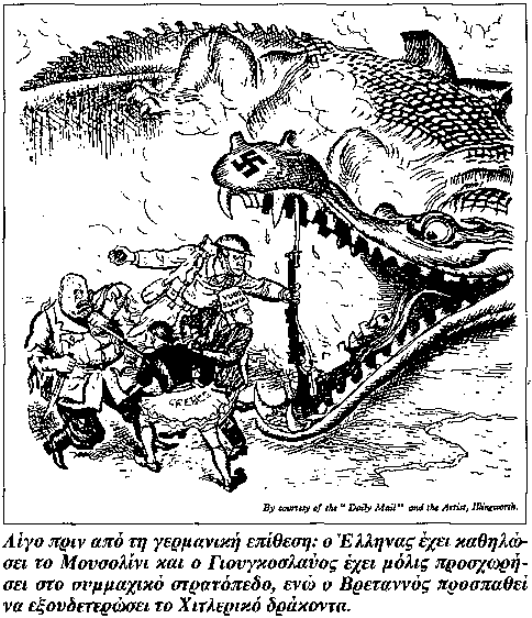 GREECE
By courtesy of the "Daily Mail" and the Artist, Illingworth.
Λίγο πριν από τη γερμανική επίθεση: ο Έλληνας έχει καθηλώ-
σει το Μουσολίνι και ο Γιουγκοσλαύος έχει μόλις προσχωρή-
σει στο συμμαχικό στρατόπεδο, ενώ ο Βρεταννός προσπαθεί
να εξουδετερώσει το Χιτλερικό δράκοντα.